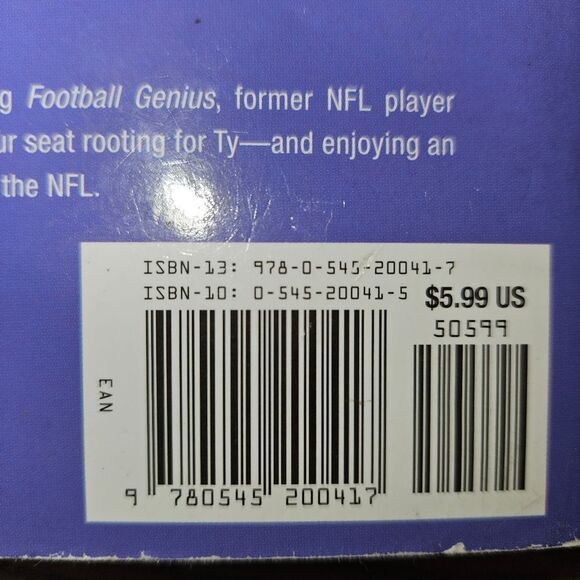 g Football Genius, former NFL player
ur seat rooting for Ty—and enjoying an
the NFL.
ISBN-13: 978-0-545-20041-7
ISBN-10: 0-545-20041-5
$5.99 US
50599
EAN
9 780545 200417